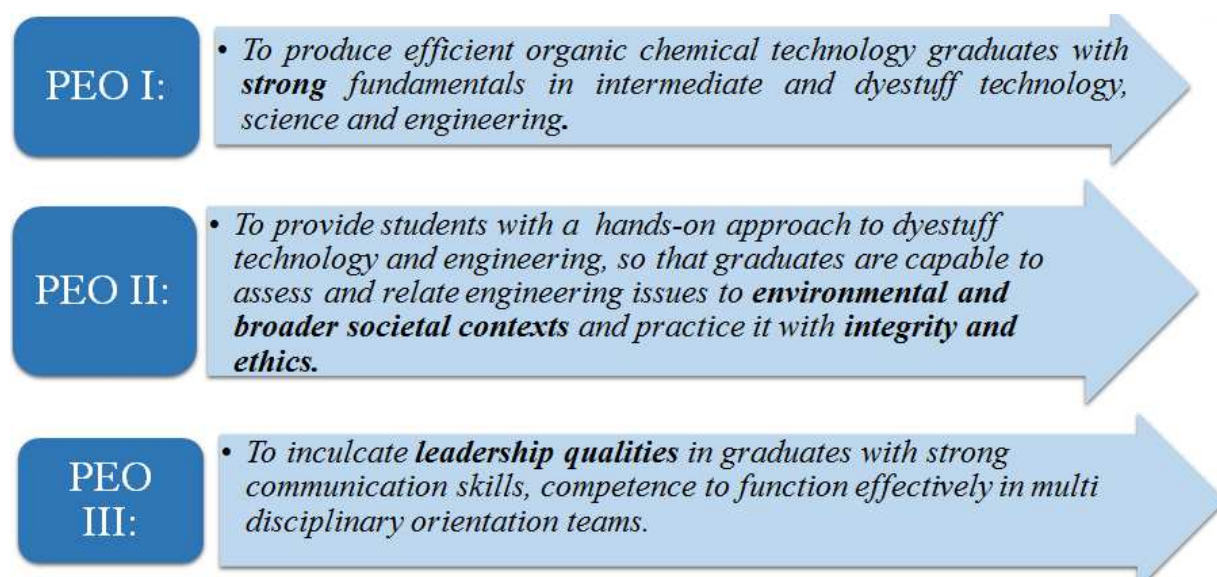 PEO I:
• To produce efficient organic chemical technology graduates with
strong fundamentals in intermediate and dyestuff technology,
science and engineering.
PEO II:
• To provide students with a hands-on approach to dyestuff
technology and engineering, so that graduates are capable to
assess and relate engineering issues to environmental and
broader societal contexts and practice it with integrity and
ethics.
PEO
III:
• To inculcate leadership qualities in graduates with strong
communication skills, competence to function effectively in multi
disciplinary orientation teams.